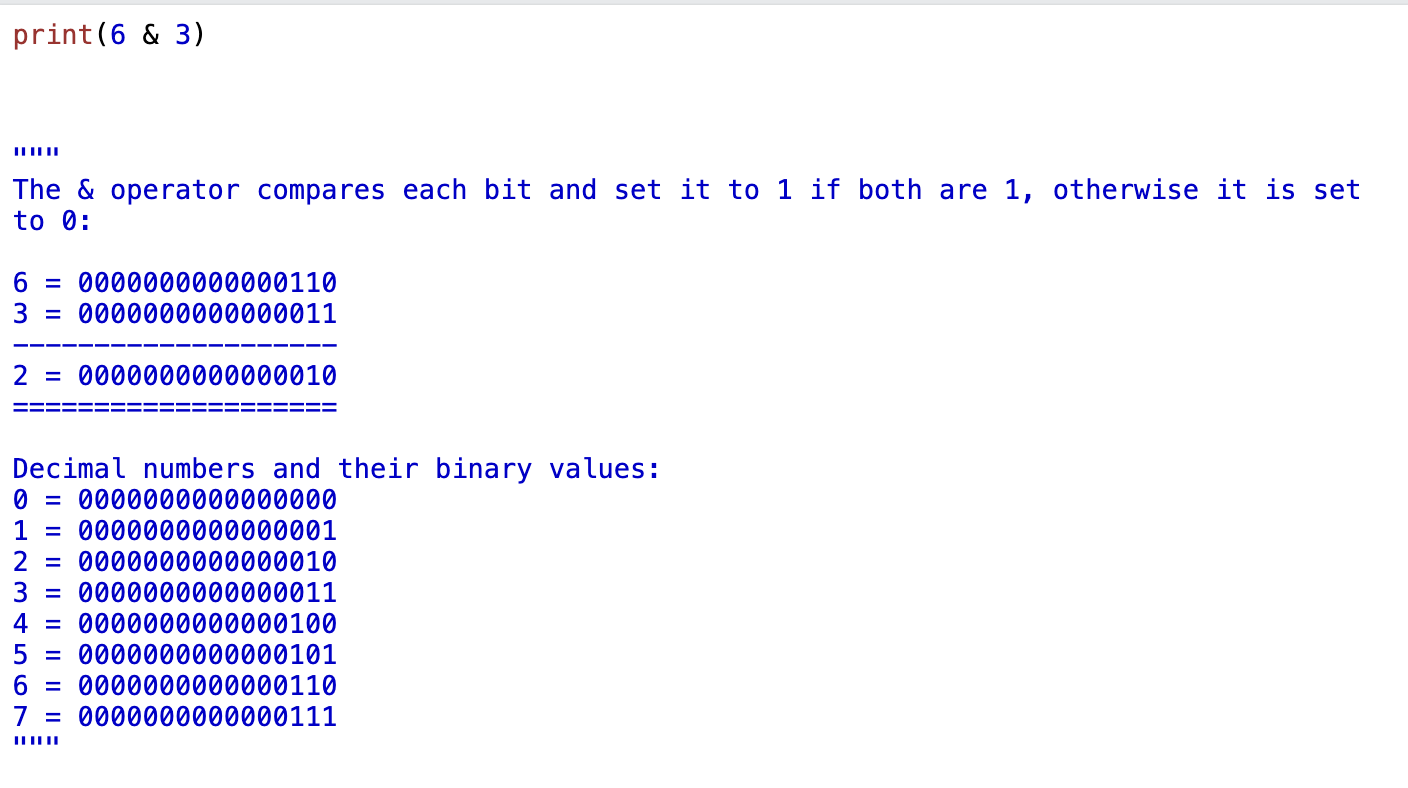 print(6 & 3)
"""
The & operator compares each bit and set it to 1 if both are 1, otherwise it is set
to 0:
6 = 0000000000000110
3 = 0000000000000011
--------------------
2 = 0000000000000010
====================
Decimal numbers and their binary values:
0 = 0000000000000000
1 = 0000000000000001
2 = 0000000000000010
3 = 0000000000000011
4 = 0000000000000100
5 = 0000000000000101
6 = 0000000000000110
7 = 0000000000000111
"""